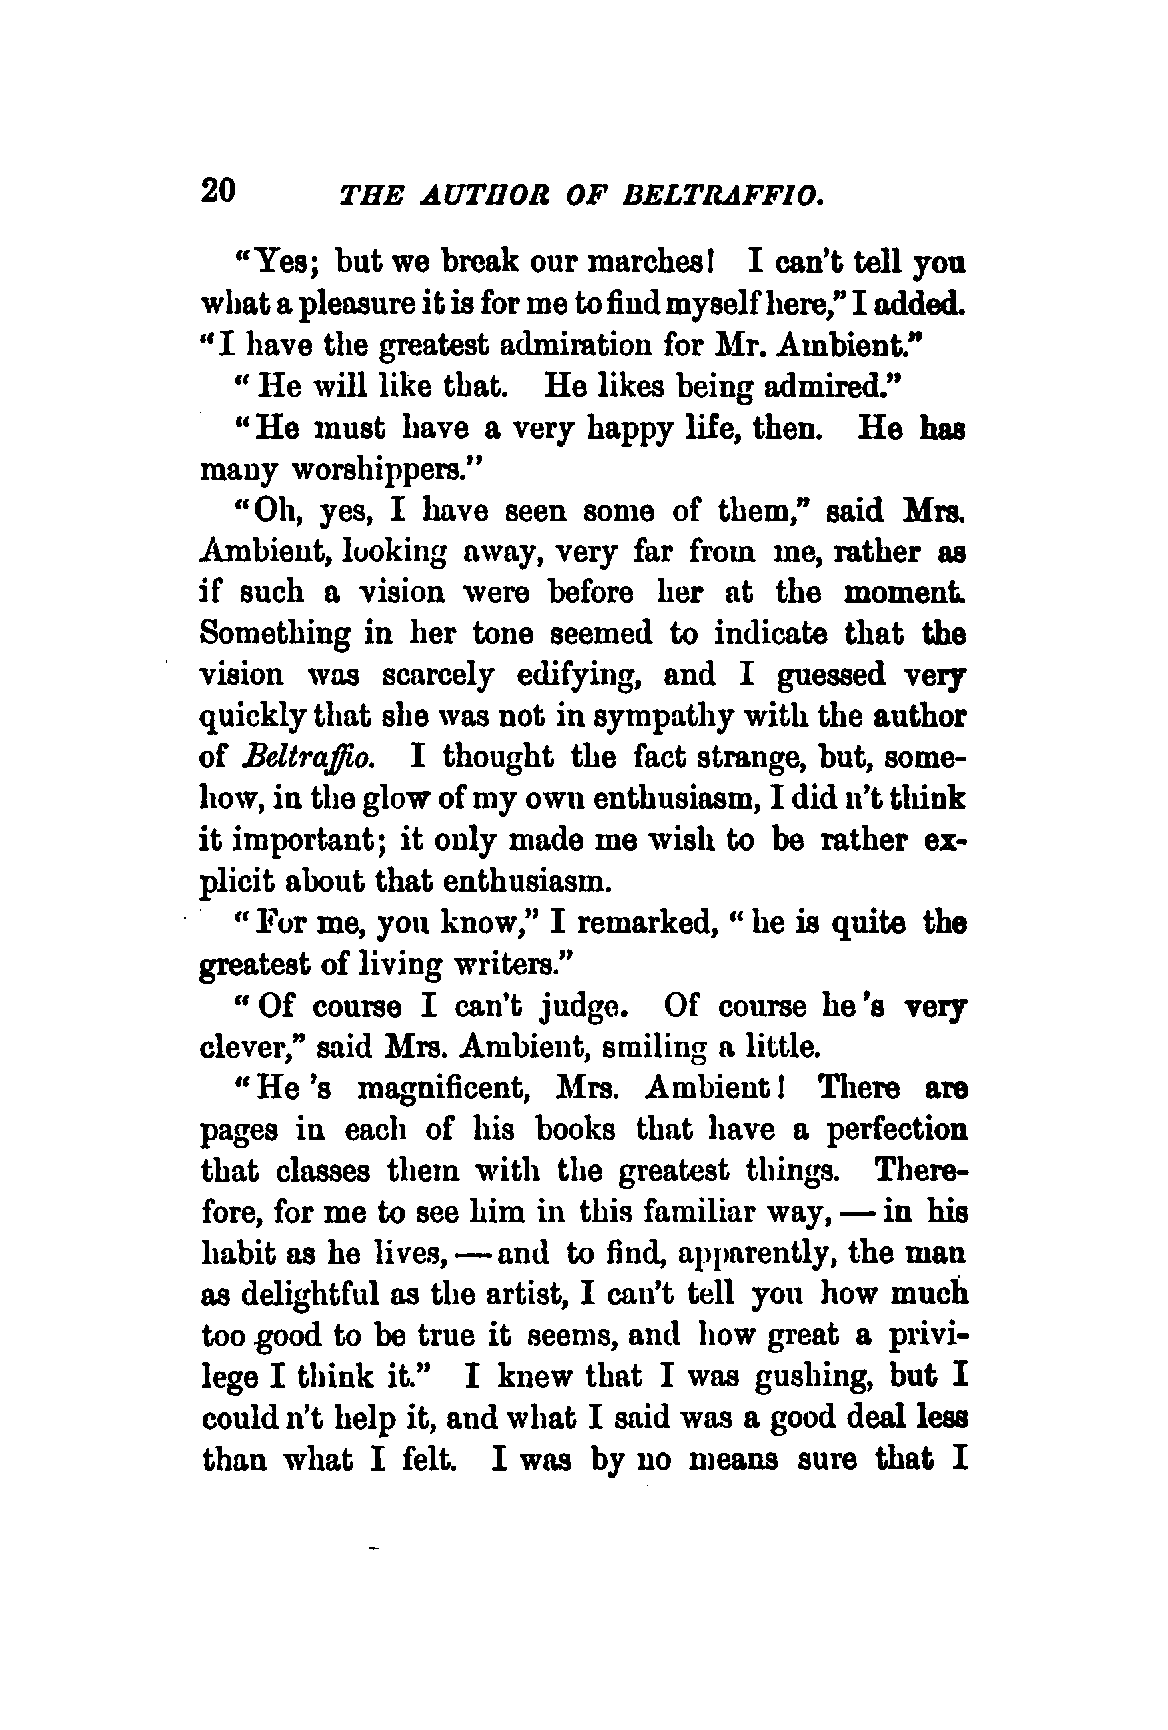 20 THE AUTHOR OF BELTRAFFIO.
"Yes; but we break our marches! I can't tell you
what a pleasure it is for me to find myself here," I added.
"I have the greatest admiration for Mr. Ambient."
"He will like that. He likes being admired."
"He must have a very happy life, then. He has
many worshippers."
"Oh, yes, I have seen some of them," said Mrs.
Ambient, looking away, very far from me, rather as
if such a vision were before her at the moment.
Something in her tone seemed to indicate that the
vision was scarcely edifying, and I guessed very
quickly that she was not in sympathy with the author
of Beltraffio. I thought the fact strange, but, some-
how, in the glow of my own enthusiasm, I did n't think
it important; it only made me wish to be rather ex-
plicit about that enthusiasm.
"For me, you know," I remarked, "he is quite the
greatest of living writers."
"Of course I can't judge. Of course he 's very
clever," said Mrs. Ambient, smiling a little.
"He 's magnificent, Mrs. Ambient! There are
pages in each of his books that have a perfection
that classes them with the greatest things. There-
fore, for me to see him in this familiar way, — in his
habit as he lives, — and to find, apparently, the man
as delightful as the artist, I can't tell you how much
too good to be true it seems, and how great a privi-
lege I think it." I knew that I was gushing, but I
could n't help it, and what I said was a good deal less
than what I felt. I was by no means sure that I